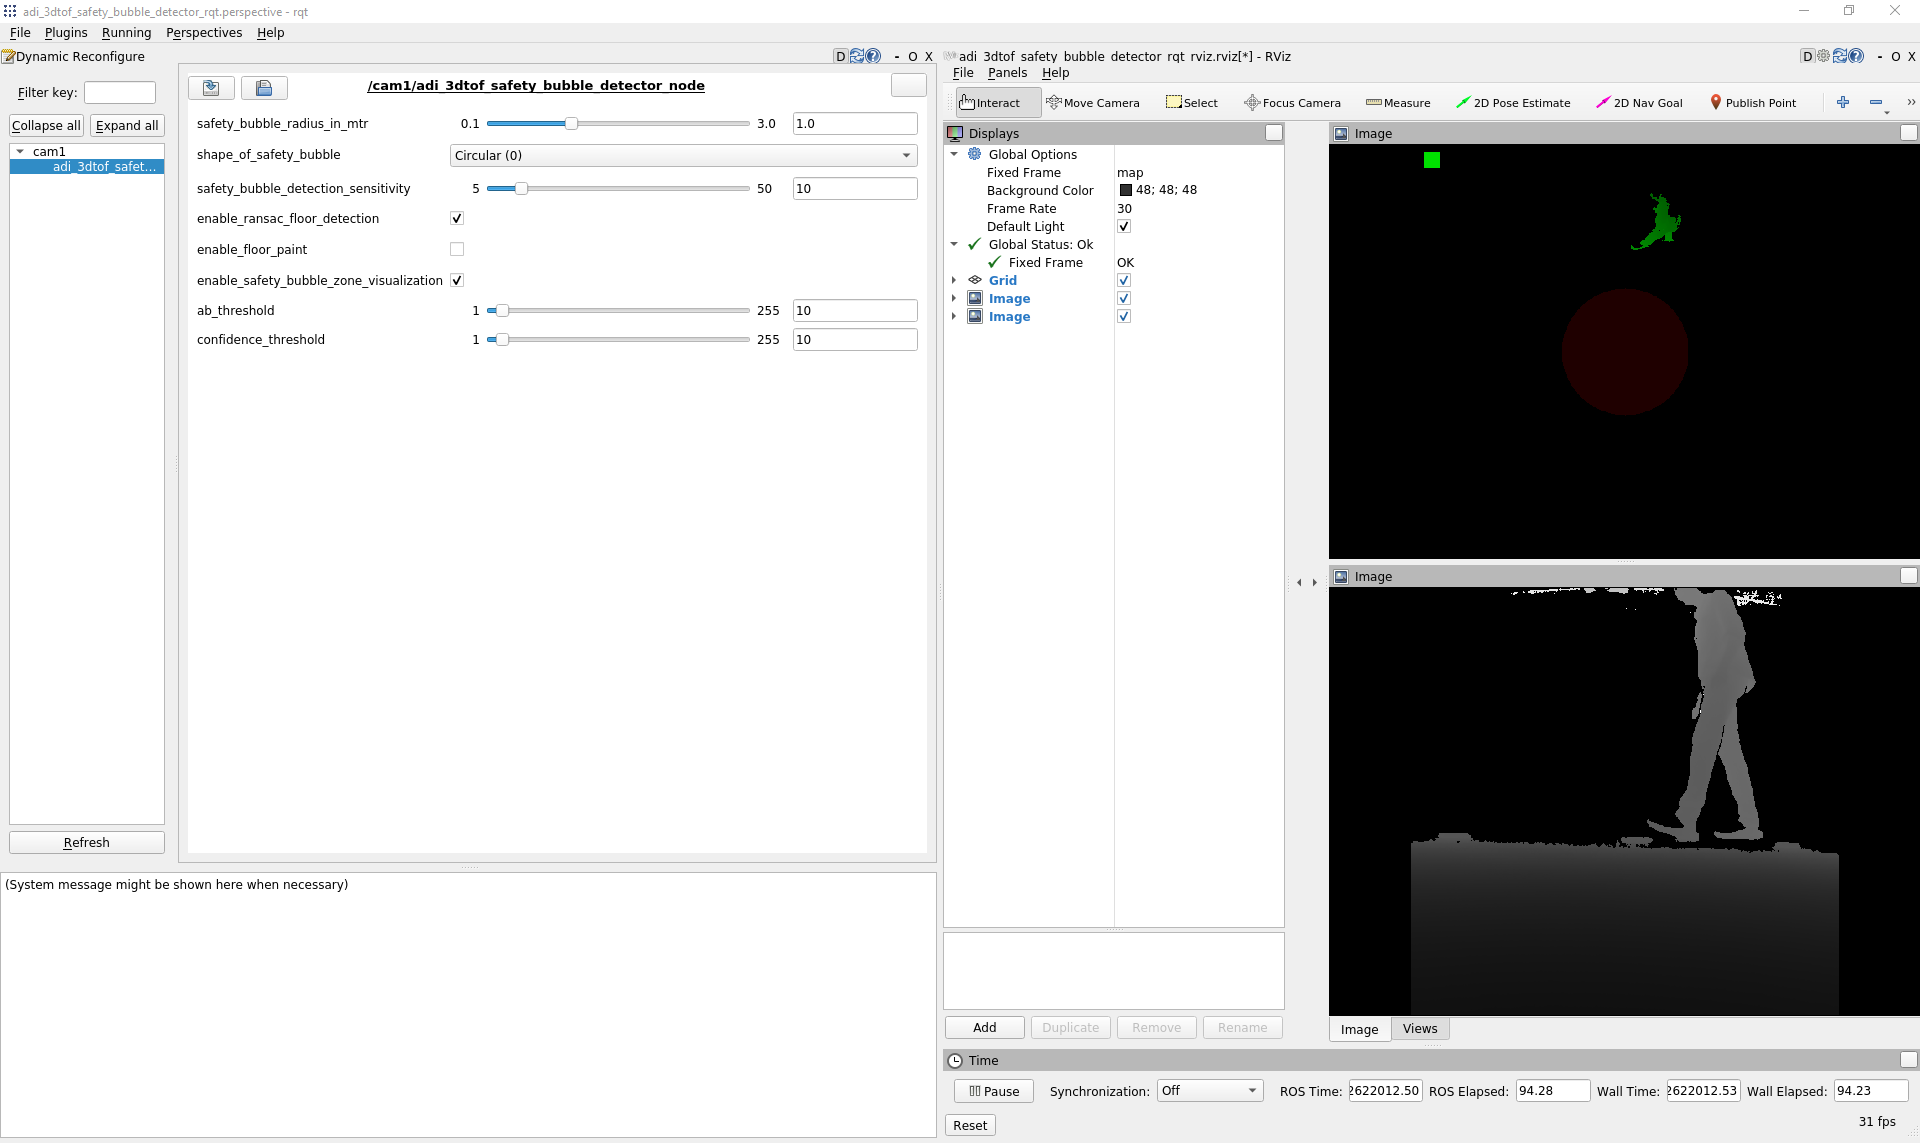 adi_3dtof_safety_bubble_detector_rqt.perspective - rqt
File Plugins Running Perspectives Help
Dynamic Reconfigure
D - O X
Filter key:
Collapse all Expand all
cam1
adi_3dtof_safet...
Refresh
/cam1/adi_3dtof_safety_bubble_detector_node
safety_bubble_radius_in_mtr 0.1 3.0 1.0
shape_of_safety_bubble Circular (0)
safety_bubble_detection_sensitivity 5 50 10
enable_ransac_floor_detection
enable_floor_paint
enable_safety_bubble_zone_visualization
ab_threshold 1 255 10
confidence_threshold 1 255 10
(System message might be shown here when necessary)
adi_3dtof_safety_bubble_detector_rqt_rviz.rviz[*] - RViz
D - O X
File Panels Help
Interact Move Camera Select Focus Camera Measure 2D Pose Estimate 2D Nav Goal Publish Point »
Displays
Global Options
Fixed Frame map
Background Color 48; 48; 48
Frame Rate 30
Default Light
Global Status: Ok
Fixed Frame OK
Grid
Image
Image
Add Duplicate Remove Rename
Image
Image
Image Views
Time
Pause Synchronization: Off ROS Time: 2622012.50 ROS Elapsed: 94.28 Wall Time: 2622012.53 Wall Elapsed: 94.23
Reset 31 fps